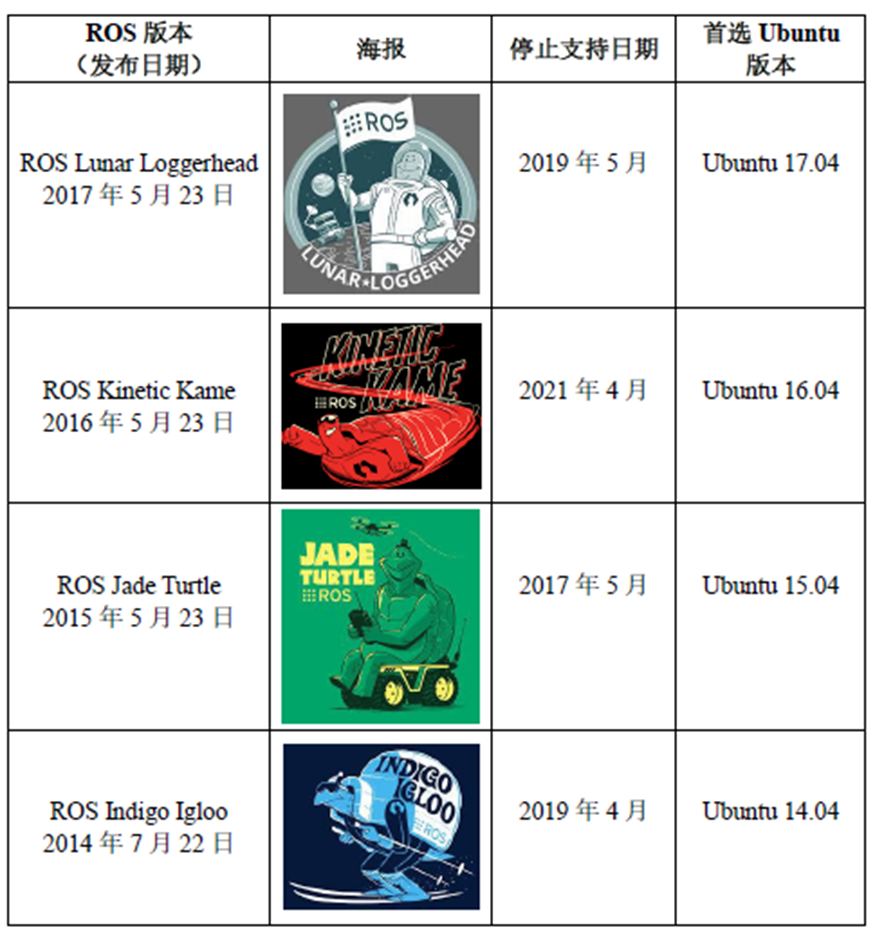 ROS 版本
（发布日期）
海报
停止支持日期
首选 Ubuntu
版本
ROS Lunar Loggerhead
2017 年 5 月 23 日
ROS
LUNAR★LOGGERHEAD
2019 年 5 月
Ubuntu 17.04
ROS Kinetic Kame
2016 年 5 月 23 日
KINETIC
KAME
ROS
2021 年 4 月
Ubuntu 16.04
ROS Jade Turtle
2015 年 5 月 23 日
JADE
TURTLE
ROS
2017 年 5 月
Ubuntu 15.04
ROS Indigo Igloo
2014 年 7 月 22 日
INDIGO
IGLOO
ROS
2019 年 4 月
Ubuntu 14.04